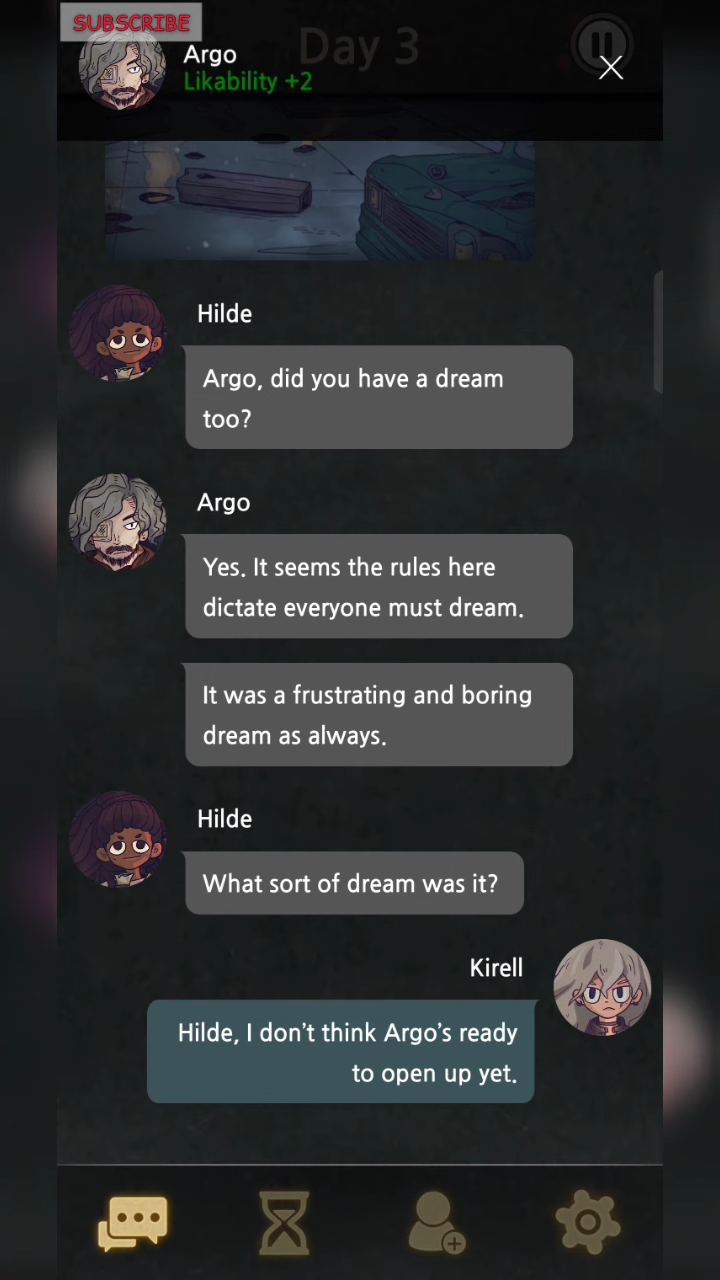 SUBSCRIBE
Day 3
Argo
Likability +2
Hilde
Argo, did you have a dream
too?
Argo
Yes. It seems the rules here
dictate everyone must dream.
It was a frustrating and boring
dream as always.
Hilde
What sort of dream was it?
Kirell
Hilde, I don’t think Argo’s ready
to open up yet.